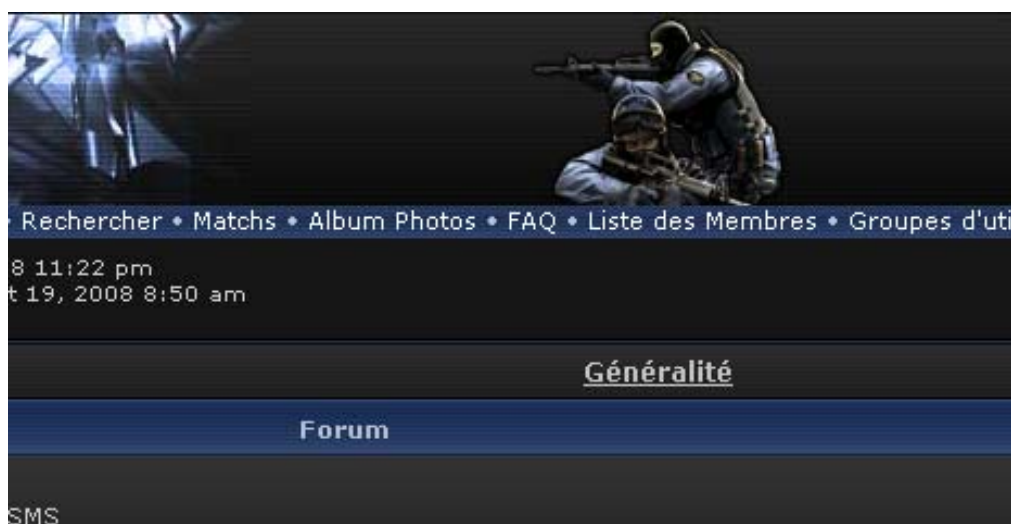 • Rechercher • Matchs • Album Photos • FAQ • Liste des Membres • Groupes d'uti
8 11:22 pm
t 19, 2008 8:50 am
Généralité
Forum
SMS